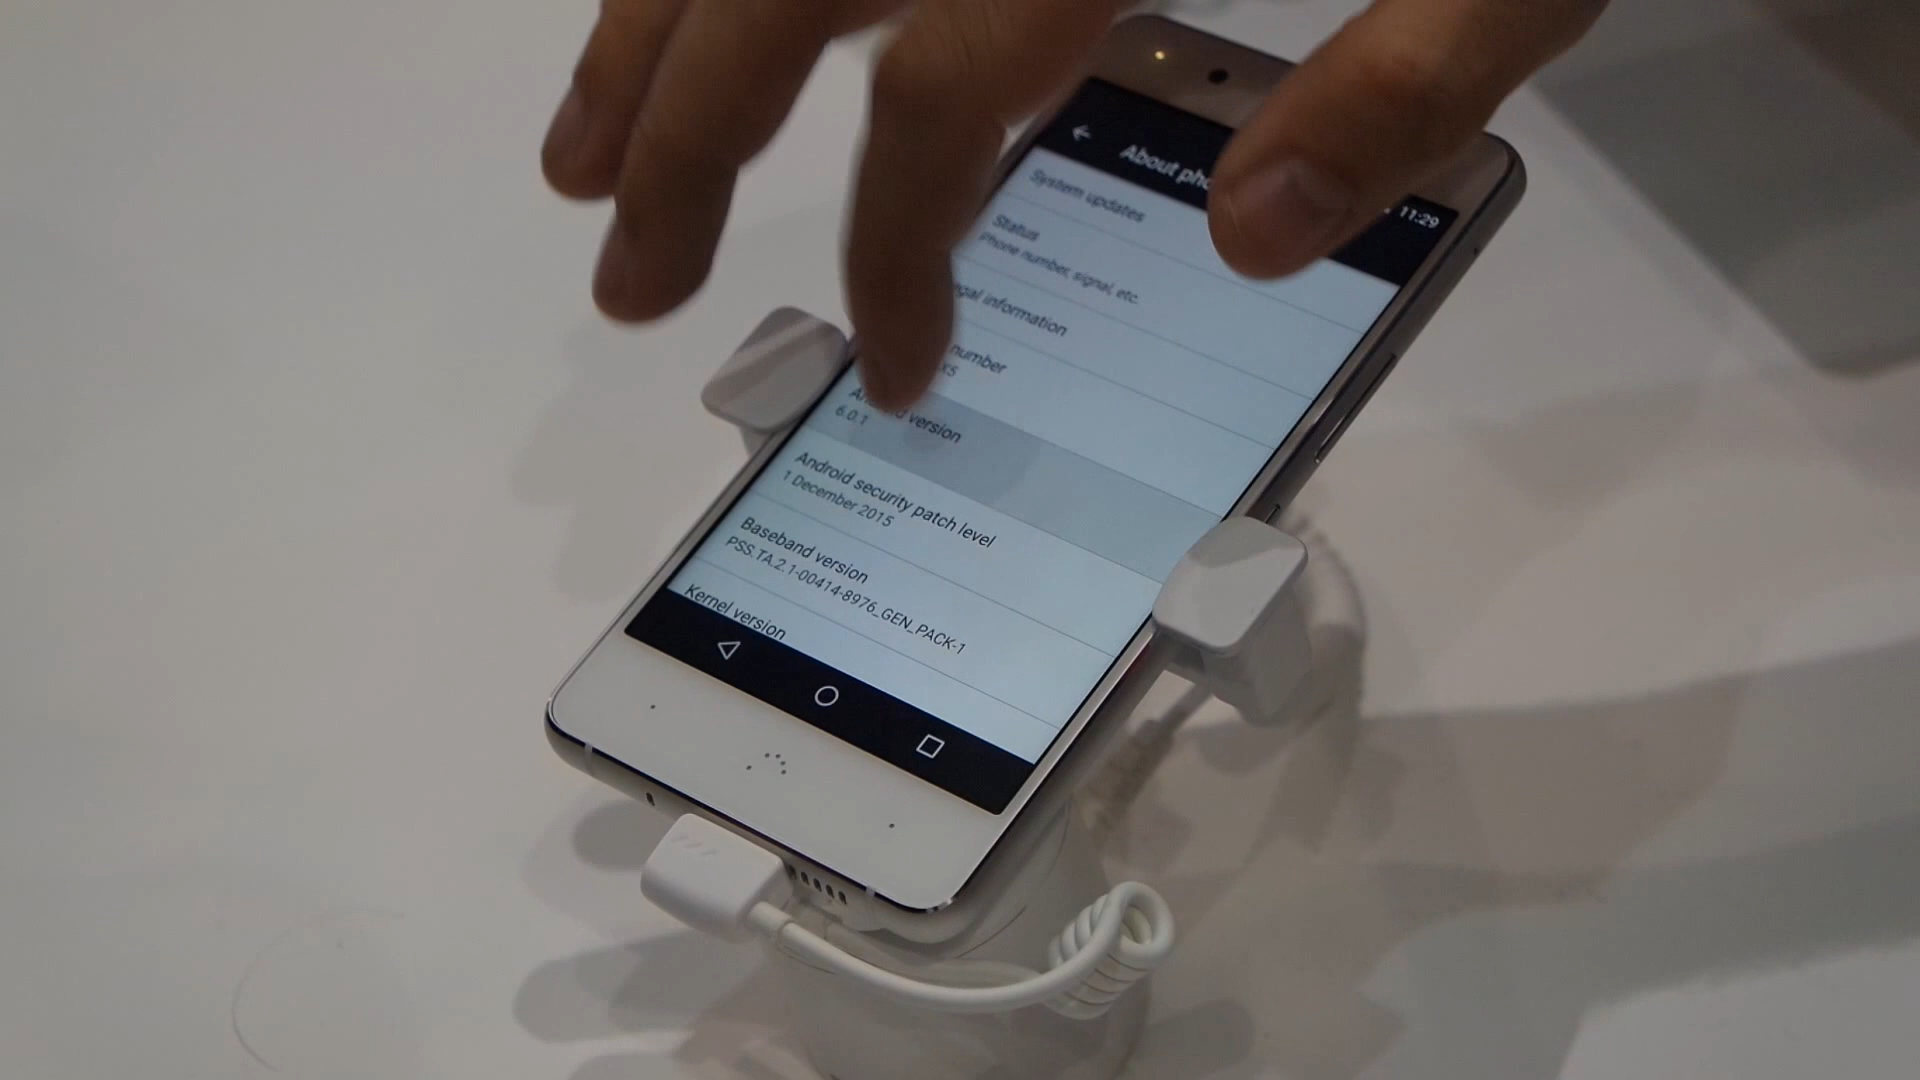 11:29
About
System updates
Status
Phone number, signal, etc.
information
number
X5
version
6.0.1
Android security patch level
1 December 2015
Baseband version
PSS.TA.2.1-00414-8976_GEN_PACK-1
Kernel version